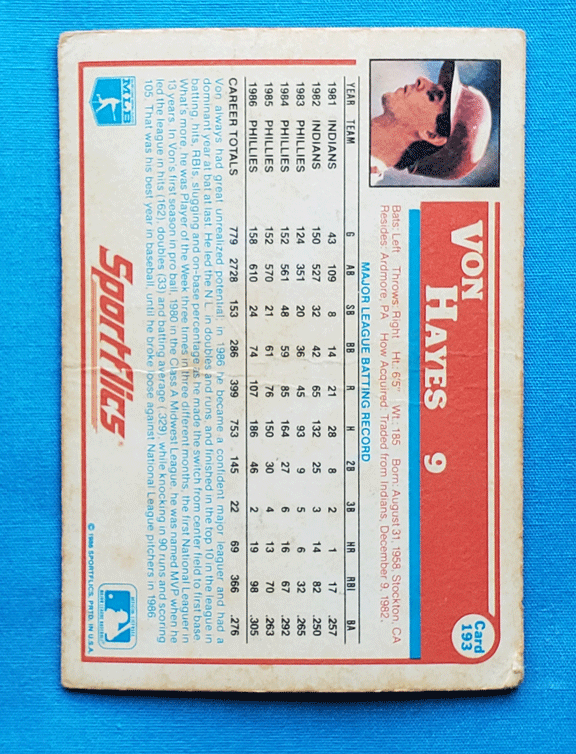 VON HAYES 9
Card
193
Bats: Left Throws: Right Ht.: 6'5" Wt.: 185 Born: August 31, 1958, Stockton, CA
Resides: Ardmore, PA How Acquired: Traded from Indians, December 9, 1982.
MAJOR LEAGUE BATTING RECORD
YEAR TEAM G AB SB BB R H 2B 3B HR RBI BA
1981 INDIANS 43 109 8 14 21 28 8 2 1 17 .257
1982 INDIANS 150 527 32 42 65 132 25 3 14 82 .250
1983 PHILLIES 124 351 20 36 45 93 9 5 6 32 .265
1984 PHILLIES 152 561 48 59 85 164 27 6 16 67 .292
1985 PHILLIES 152 570 21 61 76 150 30 4 13 70 .263
1986 PHILLIES 158 610 24 74 107 186 46 2 19 98 .305
CAREER TOTALS 779 2728 153 286 399 753 145 22 69 366 .276
Von always had great unrealized potential; in 1986 he became a confident major leaguer and had a
dominant year at bat at last. He led the N.L. in doubles and runs, and finished in the top 10 in the league in
batting, hits, RBIs, slugging and on-base percentage as he made the switch from center field to first base.
What's more, he was Player of the Week three times in three different months, the first National Leaguer in
13 years. In Von's first season in pro ball, 1980 in the Class A Midwest League, he was named MVP when he
led the league in hits (162), doubles (33) and batting average (.329), while knocking in 90 runs and scoring
105. That was his best year in baseball, until he broke loose against National League pitchers in 1986.
MLB
Sportflics
© 1986 SPORTFLICS, PRTD. IN U.S.A.